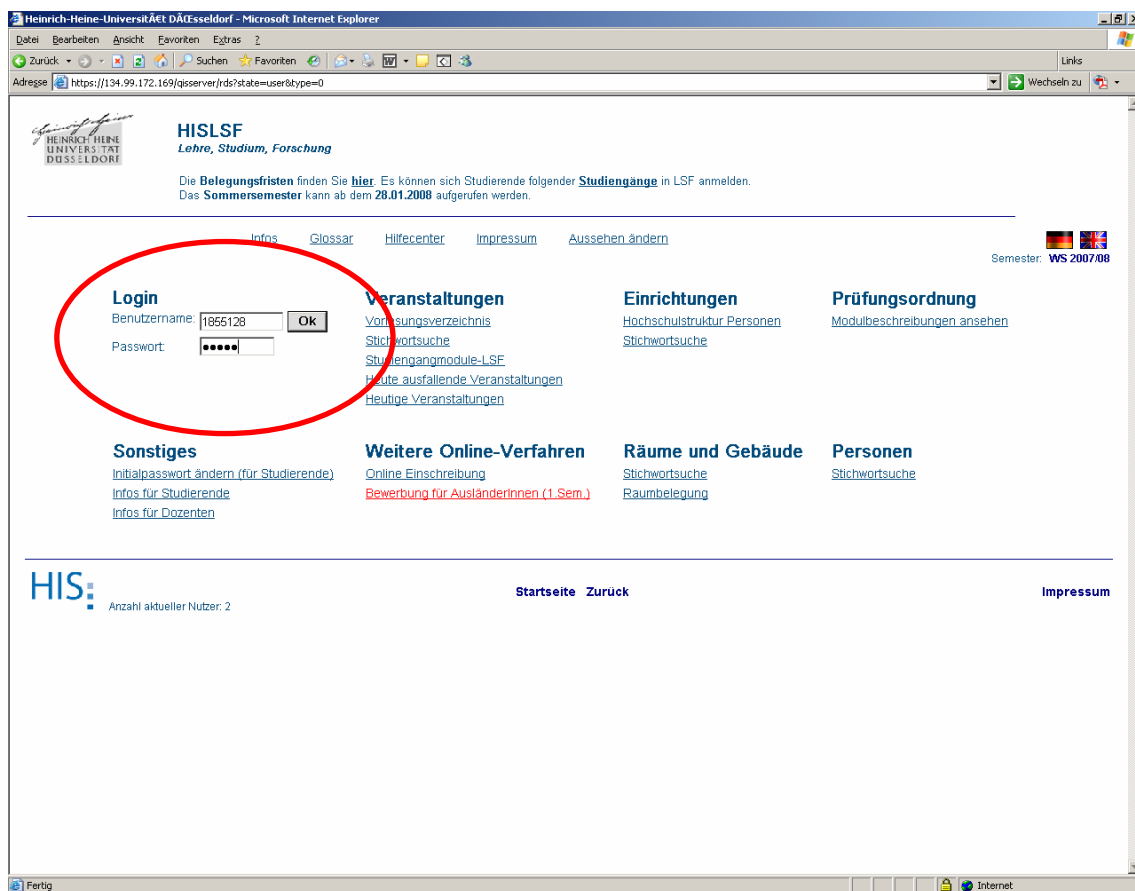 Heinrich-Heine-UniversitÃ€t DÃŒsseldorf - Microsoft Internet Explorer
Datei Bearbeiten Ansicht Favoriten Extras ?
Zurück Suchen Favoriten Links
Adresse https://134.99.172.169/qisserver/rds?state=user&type=0 Wechseln zu
HEINRICH HEINE
UNIVERSITÄT
DÜSSELDORF
HISLSF
Lehre, Studium, Forschung
Die Belegungsfristen finden Sie hier. Es können sich Studierende folgender Studiengänge in LSF anmelden.
Das Sommersemester kann ab dem 28.01.2008 aufgerufen werden.
Infos Glossar Hilfecenter Impressum Aussehen ändern
Semester: WS 2007/08
Login
Benutzername: 1855128 Ok
Passwort: •••••
Veranstaltungen
Vorlesungsverzeichnis
Stichwortsuche
Studiengangmodule-LSF
Heute ausfallende Veranstaltungen
Heutige Veranstaltungen
Einrichtungen
Hochschulstruktur Personen
Stichwortsuche
Prüfungsordnung
Modulbeschreibungen ansehen
Sonstiges
Initialpasswort ändern (für Studierende)
Infos für Studierende
Infos für Dozenten
Weitere Online-Verfahren
Online Einschreibung
Bewerbung für AusländerInnen (1.Sem.)
Räume und Gebäude
Stichwortsuche
Raumbelegung
Personen
Stichwortsuche
HIS:
Anzahl aktueller Nutzer: 2
Startseite Zurück
Impressum
Fertig Internet